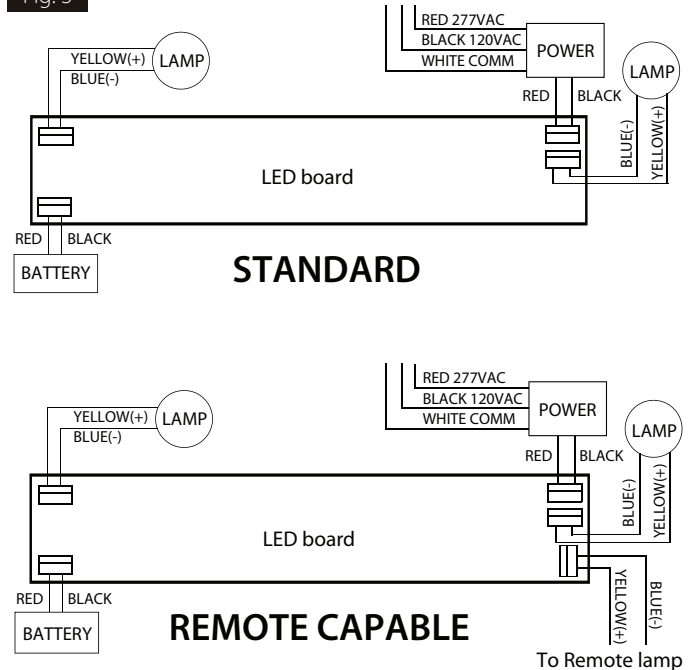 Fig. 5
RED 277VAC
BLACK 120VAC
WHITE COMM
POWER
YELLOW(+)
BLUE(-)
LAMP
LAMP
RED
BLACK
BLUE(-)
YELLOW(+)
LED board
RED
BLACK
BATTERY
STANDARD
RED 277VAC
BLACK 120VAC
WHITE COMM
POWER
YELLOW(+)
BLUE(-)
LAMP
LAMP
RED
BLACK
BLUE(-)
YELLOW(+)
LED board
YELLOW(+)
BLUE(-)
RED
BLACK
BATTERY
REMOTE CAPABLE
To Remote lamp